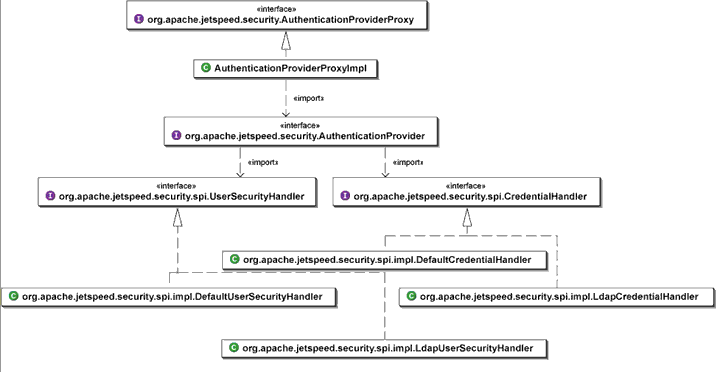 «interface»
I org.apache.jetspeed.security.AuthenticationProviderProxy
C AuthenticationProviderProxyImpl
«import»
«interface»
I org.apache.jetspeed.security.AuthenticationProvider
«import» «import»
«interface» «interface»
I org.apache.jetspeed.security.spi.UserSecurityHandler I org.apache.jetspeed.security.spi.CredentialHandler
C org.apache.jetspeed.security.spi.impl.DefaultCredentialHandler
C org.apache.jetspeed.security.spi.impl.DefaultUserSecurityHandler C org.apache.jetspeed.security.spi.impl.LdapCredentialHandler
C org.apache.jetspeed.security.spi.impl.LdapUserSecurityHandler